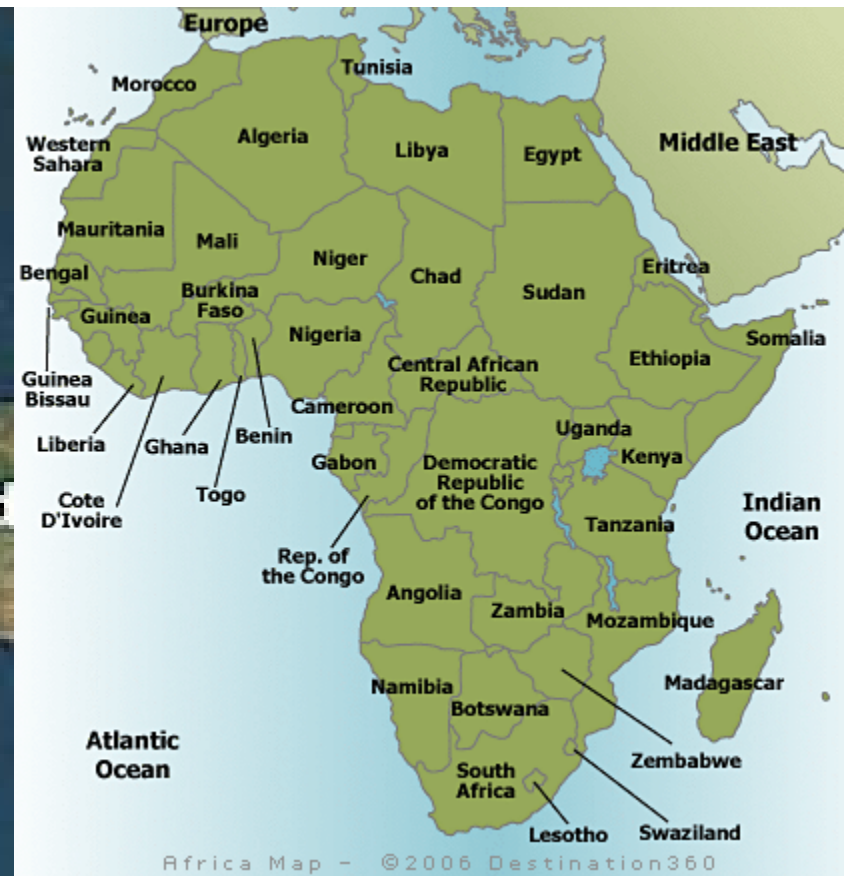 Europe
Tunisia
Morocco
Algeria
Libya
Egypt
Middle East
Western
Sahara
Mauritania
Mali
Niger
Chad
Sudan
Eritrea
Bengal
Burkina
Faso
Guinea
Nigeria
Somalia
Ethiopia
Central African
Republic
Guinea
Bissau
Cameroon
Liberia
Ghana
Benin
Uganda
Kenya
Gabon
Democratic
Republic
of the Congo
Togo
Cote
D'Ivoire
Indian
Ocean
Tanzania
Rep. of
the Congo
Angolia
Zambia
Mozambique
Namibia
Botswana
Madagascar
Atlantic
Ocean
Zembabwe
South
Africa
Lesotho
Swaziland
Africa Map - ©2006 Destination360